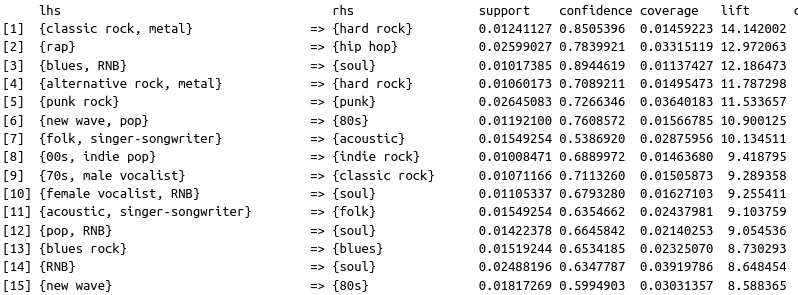 lhs rhs support confidence coverage lift c
[1] {classic rock, metal} => {hard rock} 0.01241127 0.8505396 0.01459223 14.142002
[2] {rap} => {hip hop} 0.02599027 0.7839921 0.03315119 12.972063
[3] {blues, RNB} => {soul} 0.01017385 0.8944619 0.01137427 12.186473
[4] {alternative rock, metal} => {hard rock} 0.01060173 0.7089211 0.01495473 11.787298
[5] {punk rock} => {punk} 0.02645083 0.7266346 0.03640183 11.533657
[6] {new wave, pop} => {80s} 0.01192100 0.7608572 0.01566785 10.900125
[7] {folk, singer-songwriter} => {acoustic} 0.01549254 0.5386920 0.02875956 10.134511
[8] {00s, indie pop} => {indie rock} 0.01008471 0.6889972 0.01463680 9.418795
[9] {70s, male vocalist} => {classic rock} 0.01071166 0.7113260 0.01505873 9.289358
[10] {female vocalist, RNB} => {soul} 0.01105337 0.6793280 0.01627103 9.255411
[11] {acoustic, singer-songwriter} => {folk} 0.01549254 0.6354662 0.02437981 9.103759
[12] {pop, RNB} => {soul} 0.01422378 0.6645842 0.02140253 9.054536
[13] {blues rock} => {blues} 0.01519244 0.6534185 0.02325070 8.730293
[14] {RNB} => {soul} 0.02488196 0.6347787 0.03919786 8.648454
[15] {new wave} => {80s} 0.01817269 0.5994903 0.03031357 8.588365